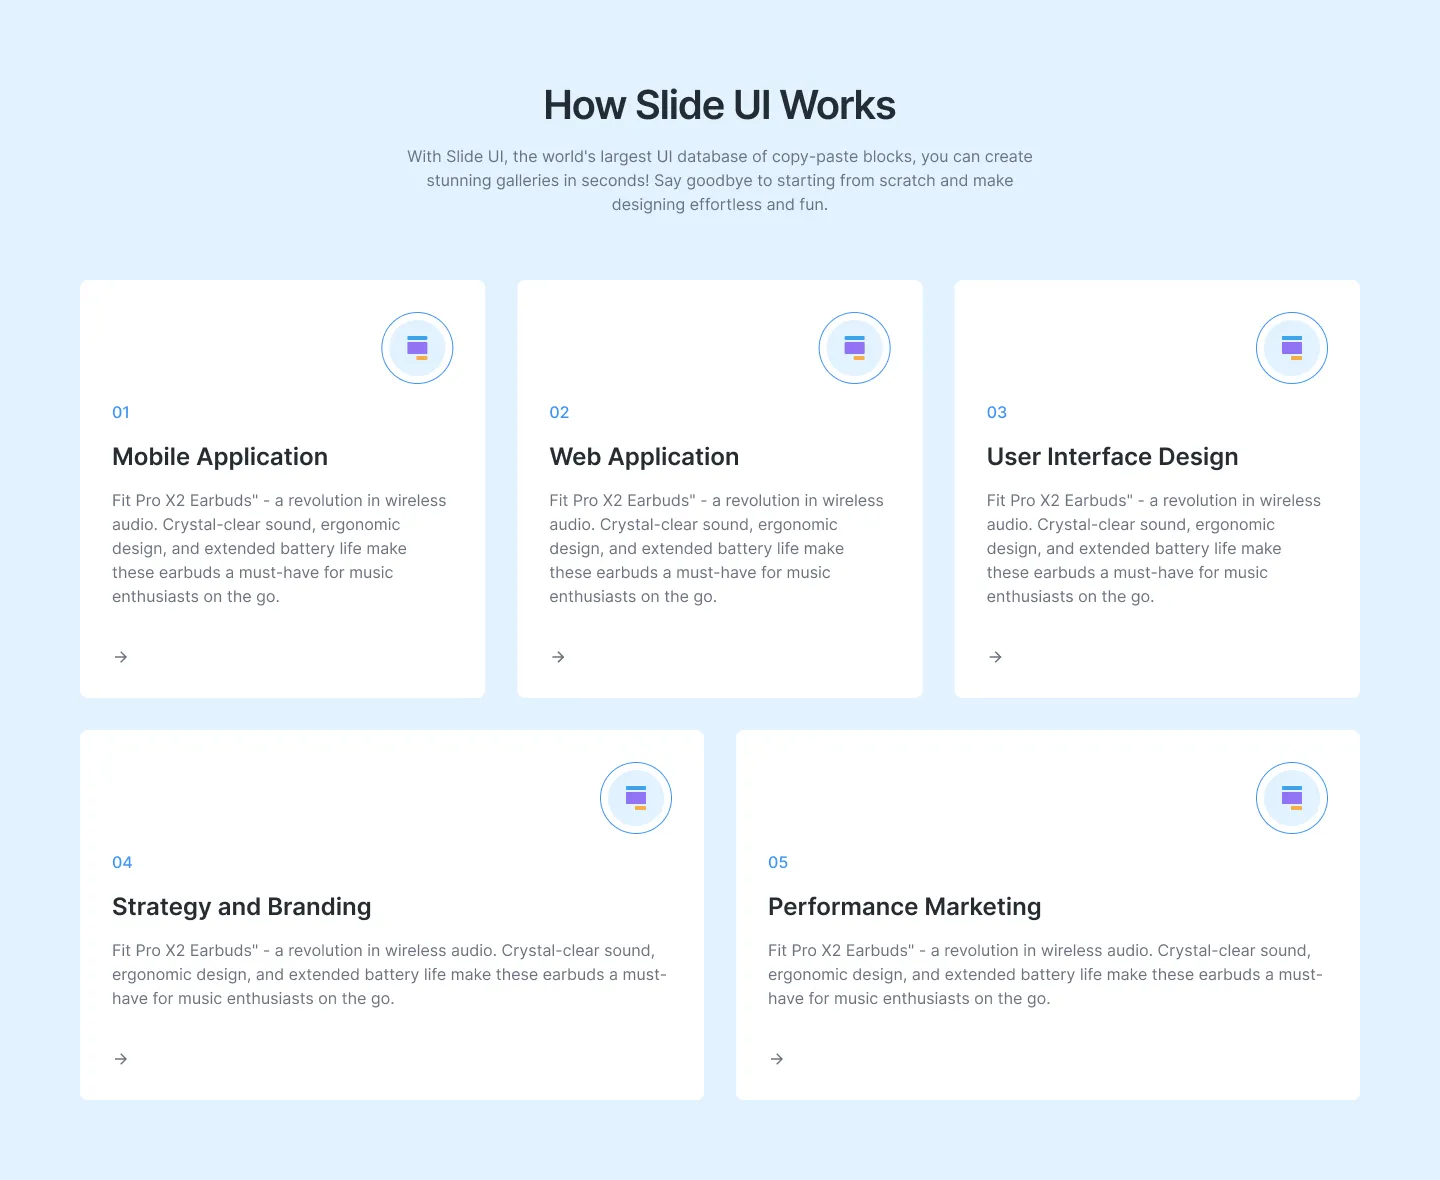 How Slide UI Works
With Slide UI, the world's largest UI database of copy-paste blocks, you can create
stunning galleries in seconds! Say goodbye to starting from scratch and make
designing effortless and fun.
01
Mobile Application
Fit Pro X2 Earbuds" - a revolution in wireless
audio. Crystal-clear sound, ergonomic
design, and extended battery life make
these earbuds a must-have for music
enthusiasts on the go.
02
Web Application
Fit Pro X2 Earbuds" - a revolution in wireless
audio. Crystal-clear sound, ergonomic
design, and extended battery life make
these earbuds a must-have for music
enthusiasts on the go.
03
User Interface Design
Fit Pro X2 Earbuds" - a revolution in wireless
audio. Crystal-clear sound, ergonomic
design, and extended battery life make
these earbuds a must-have for music
enthusiasts on the go.
04
Strategy and Branding
Fit Pro X2 Earbuds" - a revolution in wireless audio. Crystal-clear sound,
ergonomic design, and extended battery life make these earbuds a must-
have for music enthusiasts on the go.
05
Performance Marketing
Fit Pro X2 Earbuds" - a revolution in wireless audio. Crystal-clear sound,
ergonomic design, and extended battery life make these earbuds a must-
have for music enthusiasts on the go.